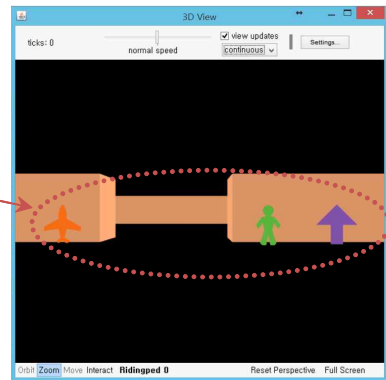 3D View
ticks: 0
normal speed
view updates
continuous
Settings...
Orbit Zoom Move Interact Ridingped 0 Reset Perspective Full Screen